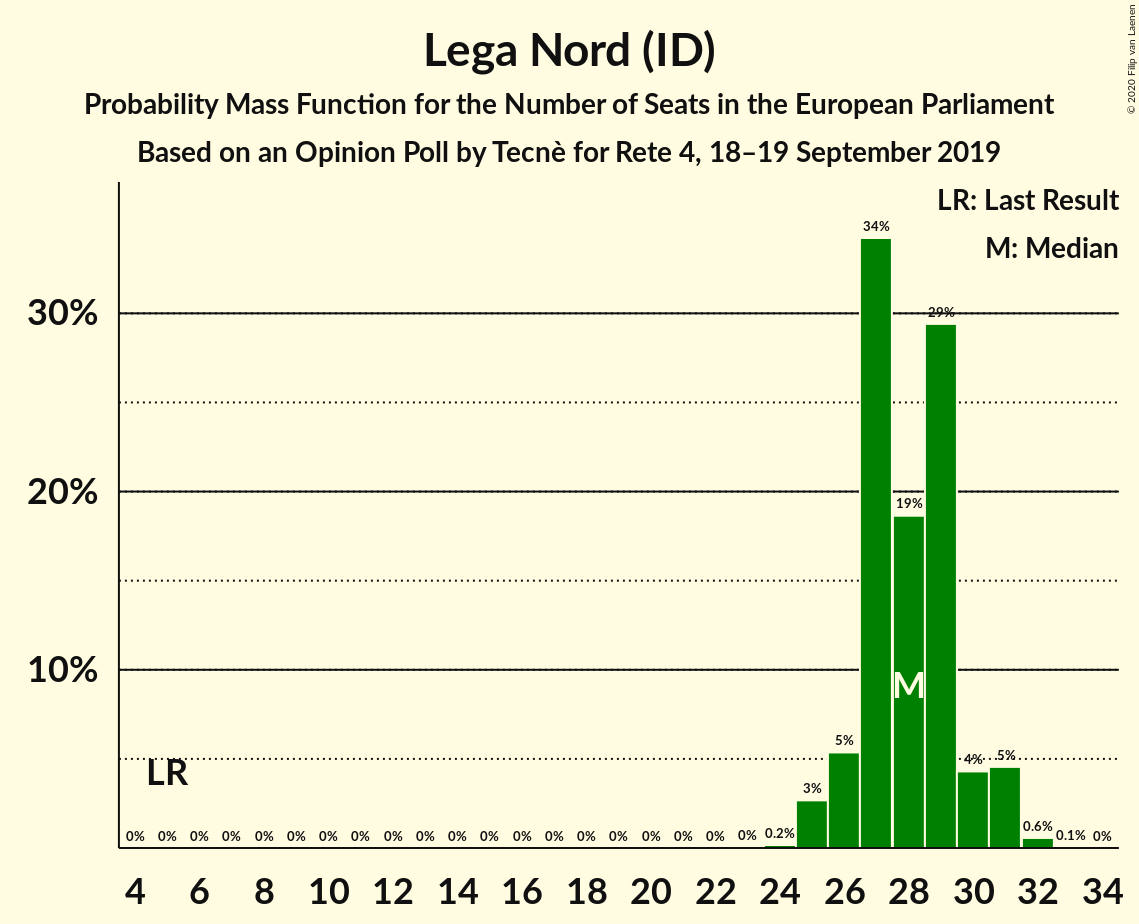 Lega Nord (ID)
Probability Mass Function for the Number of Seats in the European Parliament
Based on an Opinion Poll by Tecnè for Rete 4, 18–19 September 2019
© 2020 Filip van Laenen
LR: Last Result
M: Median
34%
30%
29%
20%
19%
10%
M
5%
LR
4%
5%
3%
0% 0% 0% 0% 0% 0% 0% 0% 0% 0% 0% 0% 0% 0% 0% 0% 0% 0% 0% 0% 0.2% 0.6% 0.1% 0%
4 6 8 10 12 14 16 18 20 22 24 26 28 30 32 34